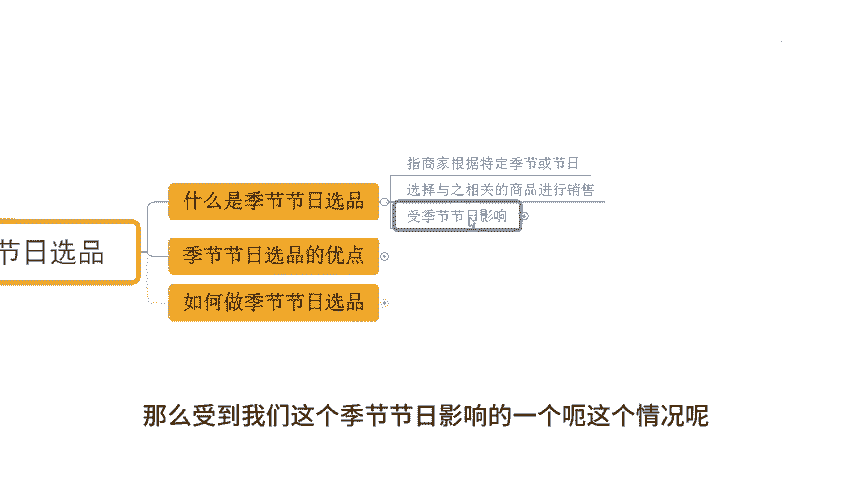 节日选品
什么是季节节日选品
指商家根据特定季节或节日
选择与之相关的商品进行销售
受季节节日影响
季节节日选品的优点
如何做季节节日选品
那么受到我们这个季节节日影响的一个呃这个情况呢